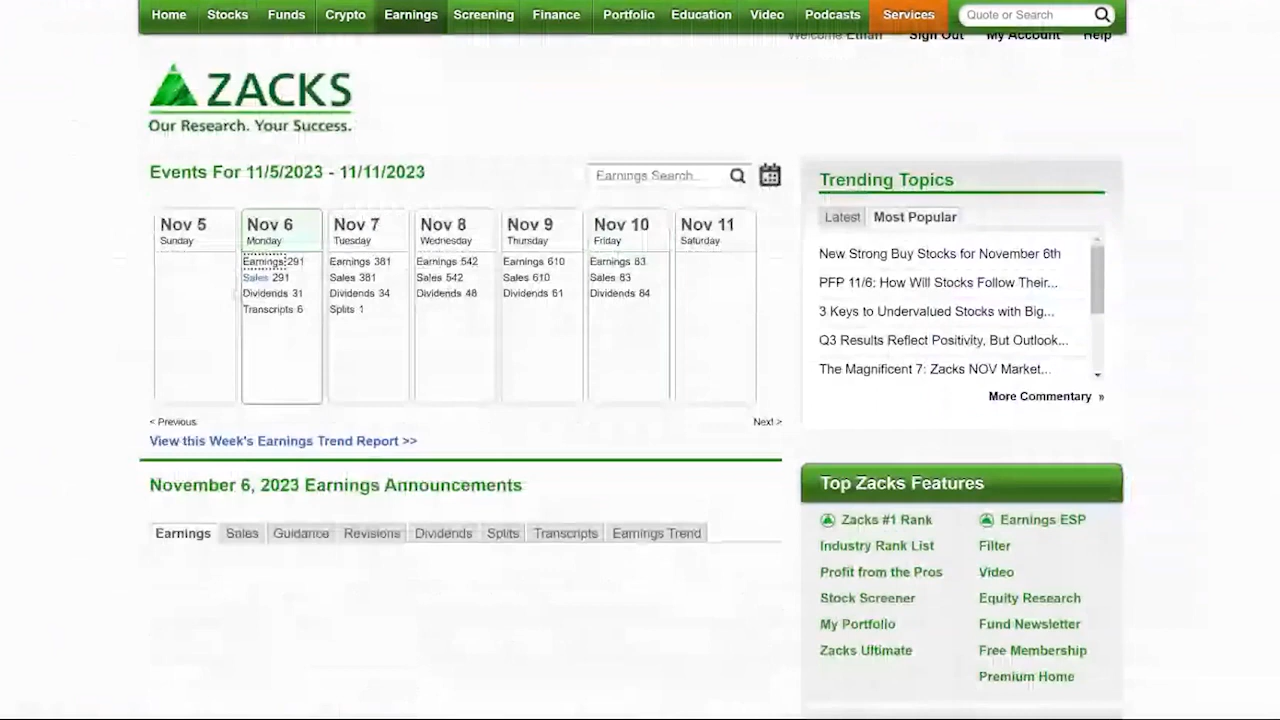 Home Stocks Funds Crypto Earnings Screening Finance Portfolio Education Video Podcasts Services Quote or Search
Welcome Ethan Sign Out My Account Help
ZACKS
Our Research. Your Success.
Events For 11/5/2023 - 11/11/2023
Earnings Search...
Nov 5
Sunday
Nov 6
Monday
Earnings 291
Sales 291
Dividends 31
Transcripts 6
Nov 7
Tuesday
Earnings 381
Sales 381
Dividends 34
Splits 1
Nov 8
Wednesday
Earnings 542
Sales 542
Dividends 48
Nov 9
Thursday
Earnings 610
Sales 610
Dividends 61
Nov 10
Friday
Earnings 83
Sales 83
Dividends 84
Nov 11
Saturday
< Previous
Next >
View this Week's Earnings Trend Report >>
November 6, 2023 Earnings Announcements
Earnings Sales Guidance Revisions Dividends Splits Transcripts Earnings Trend
Trending Topics
Latest Most Popular
New Strong Buy Stocks for November 6th
PFP 11/6: How Will Stocks Follow Their...
3 Keys to Undervalued Stocks with Big...
Q3 Results Reflect Positivity, But Outlook...
The Magnificent 7: Zacks NOV Market...
More Commentary »
Top Zacks Features
Zacks #1 Rank
Industry Rank List
Profit from the Pros
Stock Screener
My Portfolio
Zacks Ultimate
Earnings ESP
Filter
Video
Equity Research
Fund Newsletter
Free Membership
Premium Home